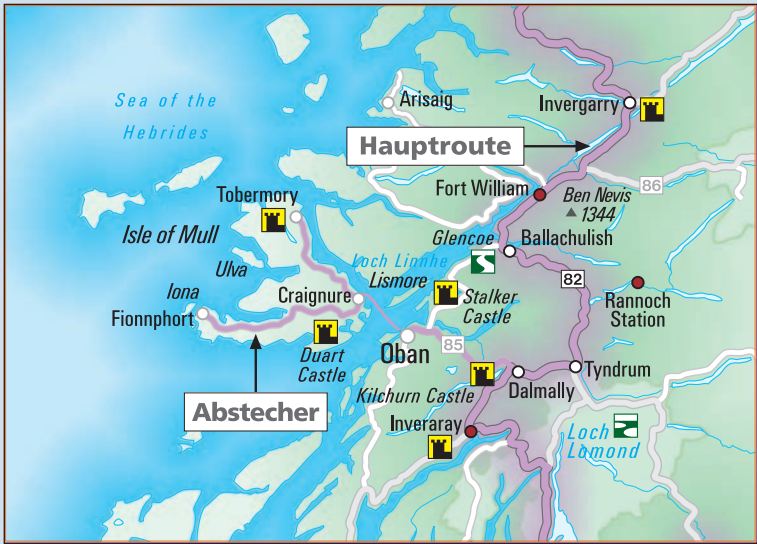 Sea of the
Hebrides
Arisaig
Invergarry
Hauptroute
86
Fort William
Ben Nevis
1344
Tobermory
Isle of Mull
Glencoe
Ballachulish
Loch Linnhe
Lismore
Ulva
82
Iona
Craignure
Stalker
Castle
Rannoch
Station
Fionnphort
Duart
Castle
Oban
85
Tyndrum
Kilchurn Castle
Dalmally
Abstecher
Inveraray
Loch
Lomond